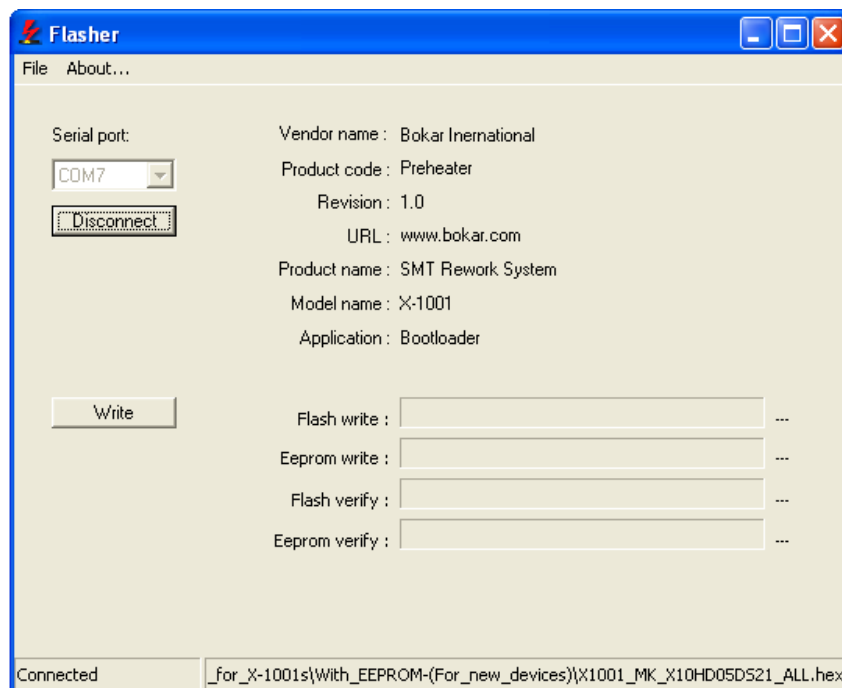 Flasher
File About...
Serial port:
COM7
Disconnect
Vendor name : Bokar Inernational
Product code : Preheater
Revision : 1.0
URL : www.bokar.com
Product name : SMT Rework System
Model name : X-1001
Application : Bootloader
Write
Flash write : ---
Eeprom write : ---
Flash verify : ---
Eeprom verify : ---
Connected
_for_X-1001s\With_EEPROM-(For_new_devices)\X1001_MK_X10HD05DS21_ALL.hex